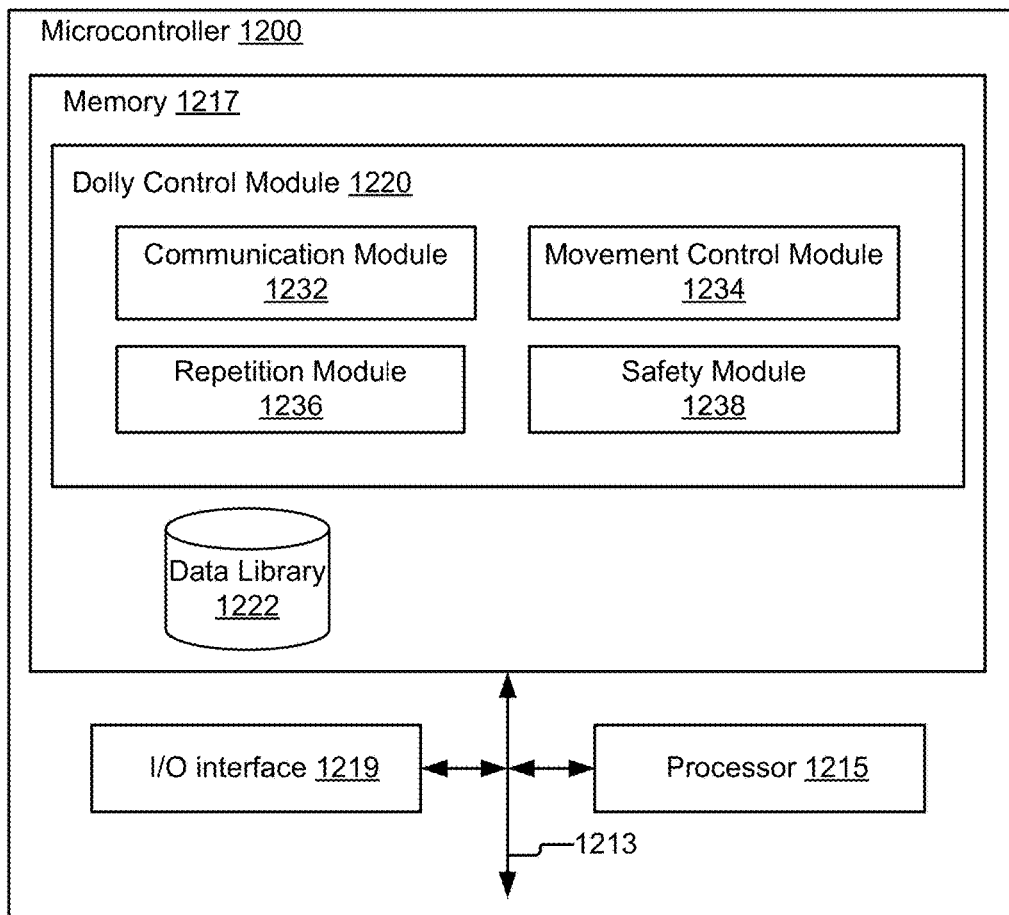 Microcontroller 1200
Memory 1217
Dolly Control Module 1220
Communication Module
1232
Movement Control Module
1234
Repetition Module
1236
Safety Module
1238
Data Library
1222
I/O interface 1219
Processor 1215
1213